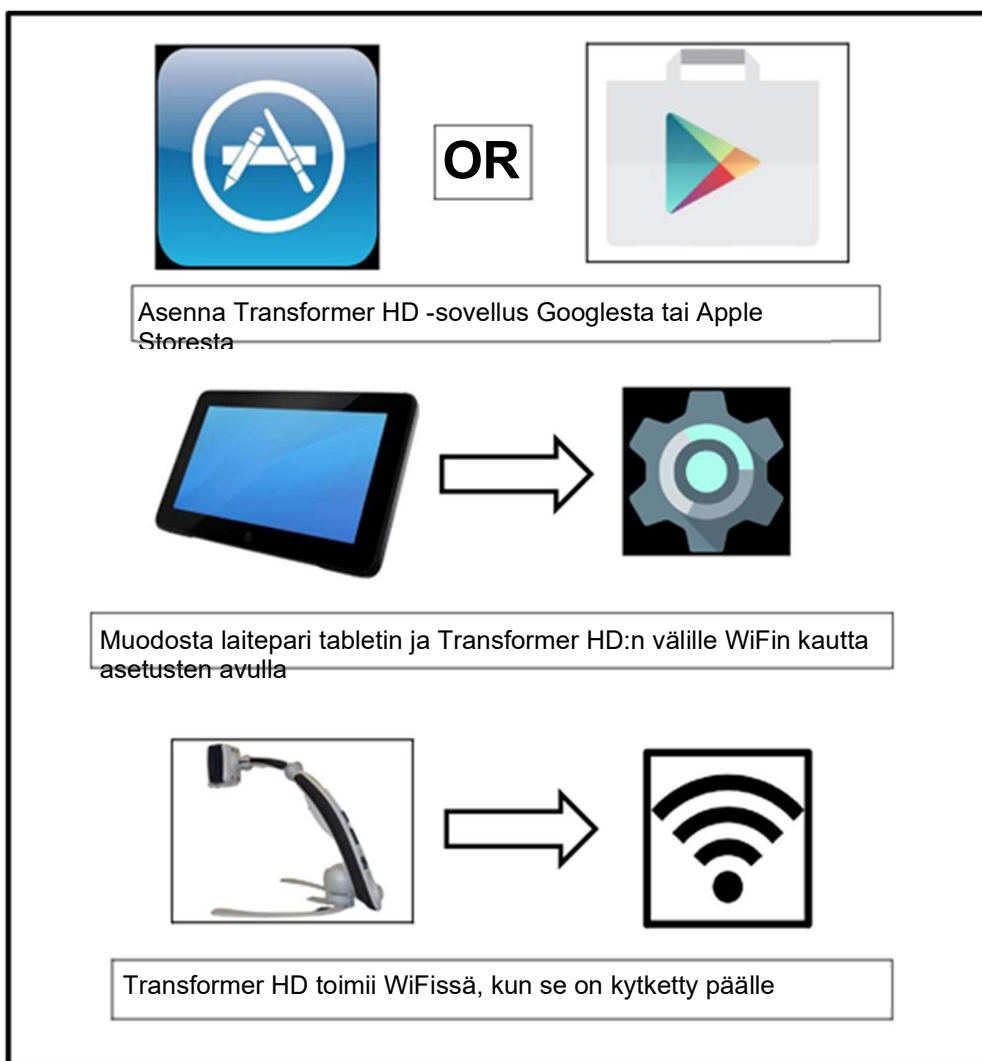 OR
Asenna Transformer HD -sovellus Googlesta tai Apple
Storesta
Muodosta laitepari tabletin ja Transformer HD:n välille WiFin kautta
asetusten avulla
Transformer HD toimii WiFissä, kun se on kytketty päälle